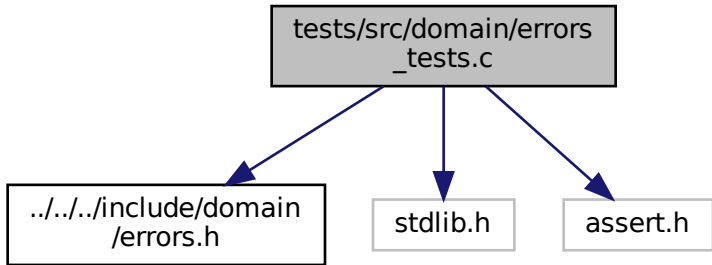 tests/src/domain/errors
_tests.c
../../../include/domain
/errors.h
stdlib.h
assert.h